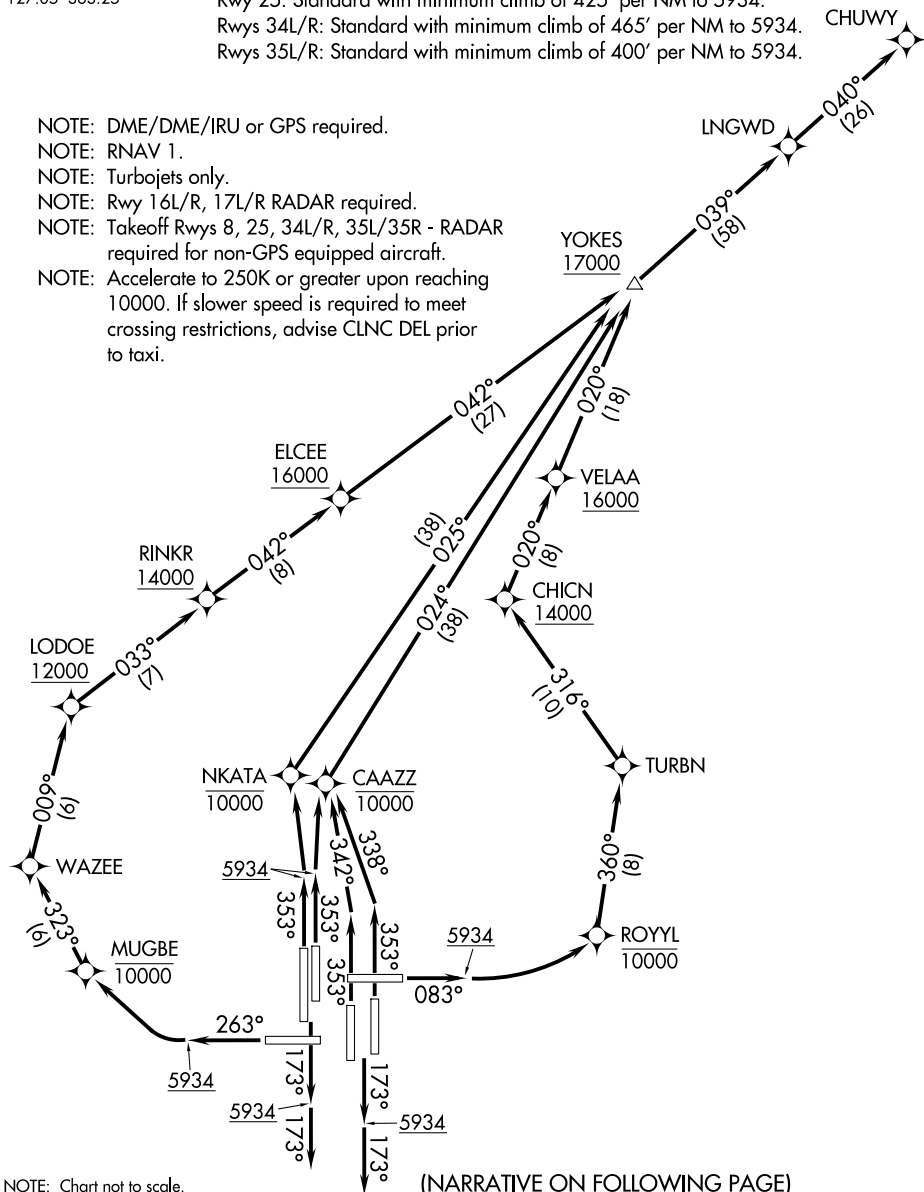 Rwy 25: Standard with minimum climb of 425' per NM to 5934.
Rwys 34L/R: Standard with minimum climb of 465' per NM to 5934.
Rwys 35L/R: Standard with minimum climb of 400' per NM to 5934.
CHUWY
040°
(26)
NOTE: DME/DME/IRU or GPS required.
NOTE: RNAV 1.
NOTE: Turbojets only.
NOTE: Rwy 16L/R, 17L/R RADAR required.
NOTE: Takeoff Rwys 8, 25, 34L/R, 35L/35R - RADAR
required for non-GPS equipped aircraft.
NOTE: Accelerate to 250K or greater upon reaching
10000. If slower speed is required to meet
crossing restrictions, advise CLNC DEL prior
to taxi.
LNGWD
039°
(58)
YOKES
17000
042°
(27)
020°
(18)
ELCEE
16000
VELAA
16000
(38)
025°
042°
(8)
020°
(8)
RINKR
14000
024°
(38)
CHICN
14000
LODOE
12000
033°
(7)
316°
(10)
NKATA
10000
CAAZZ
10000
TURBN
009°
(9)
342°
338°
360°
(8)
WAZEE
5934
353°
353°
353°
353°
323°
(6)
MUGBE
10000
5934
ROYYL
10000
083°
263°
5934
173°
5934
173°
173°
5934
173°
NOTE: Chart not to scale.
(NARRATIVE ON FOLLOWING PAGE)